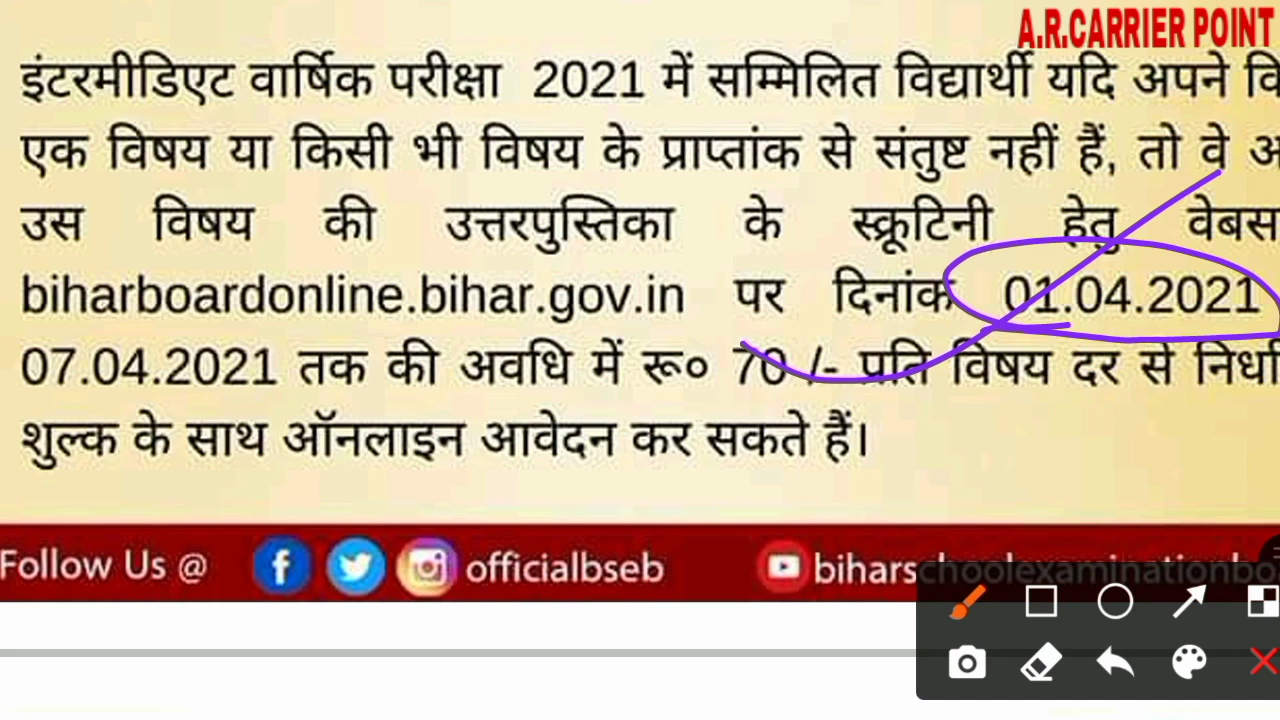 A.R.CARRIER POINT
इंटरमीडिएट वार्षिक परीक्षा 2021 में सम्मिलित विद्यार्थी यदि अपने
एक विषय या किसी भी विषय के प्राप्तांक से संतुष्ट नहीं हैं, तो वे
उस विषय की उत्तरपुस्तिका के स्क्रूटिनी हेतु
biharboardonline.bihar.gov.in पर दिनांक 01.04.2021
07.04.2021 तक की अवधि में रू० 70 /- प्रति विषय दर से
शुल्क के साथ ऑनलाइन आवेदन कर सकते हैं।
Follow Us @ officialbseb biharschoolexaminationbo